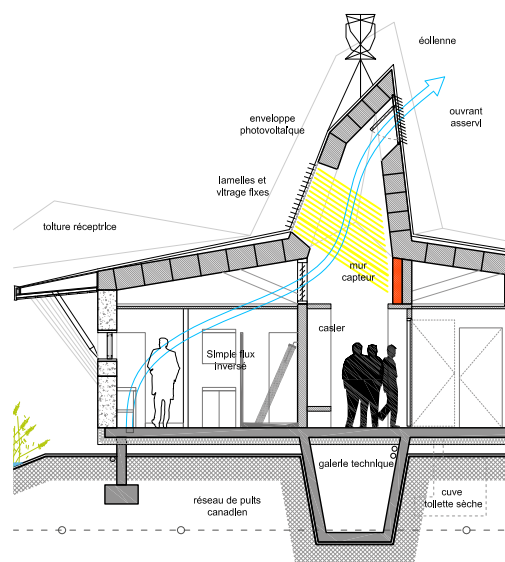 éolienne
enveloppe
photovoltaïque
ouvrant
asservi
lamelles et
vitrage fixes
toiture réceptrice
mur
capteur
casier
Simple flux
inversé
galerie technique
réseau de puits
canadien
cuve
toilette sèche